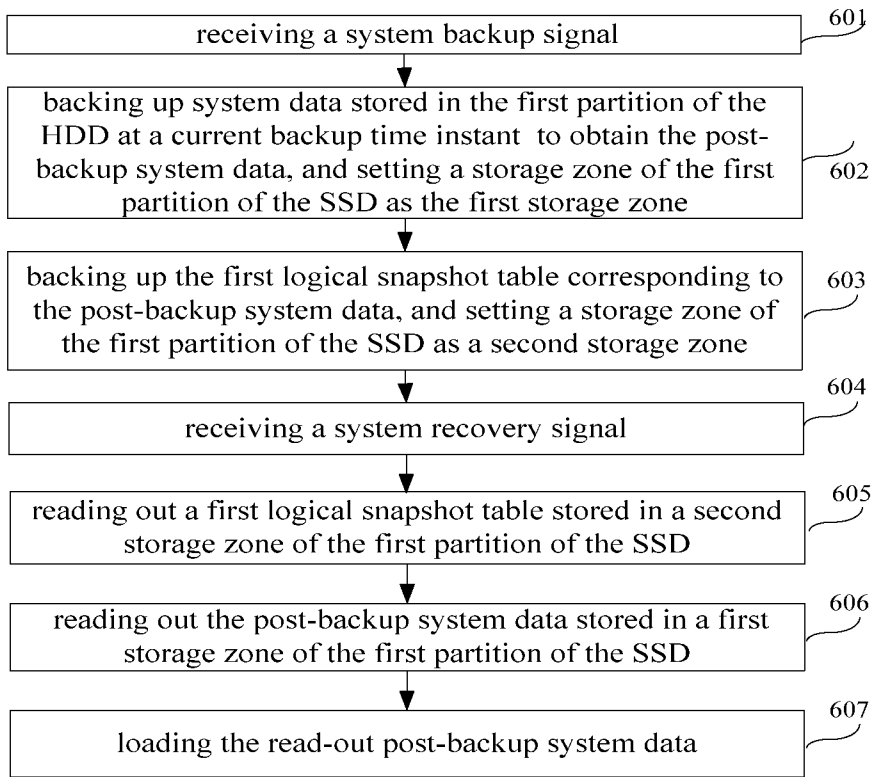 receiving a system backup signal
601
backing up system data stored in the first partition of the
HDD at a current backup time instant to obtain the post-
backup system data, and setting a storage zone of the first
partition of the SSD as the first storage zone
602
backing up the first logical snapshot table corresponding to
the post-backup system data, and setting a storage zone of
the first partition of the SSD as a second storage zone
603
receiving a system recovery signal
604
reading out a first logical snapshot table stored in a second
storage zone of the first partition of the SSD
605
reading out the post-backup system data stored in a first
storage zone of the first partition of the SSD
606
loading the read-out post-backup system data
607